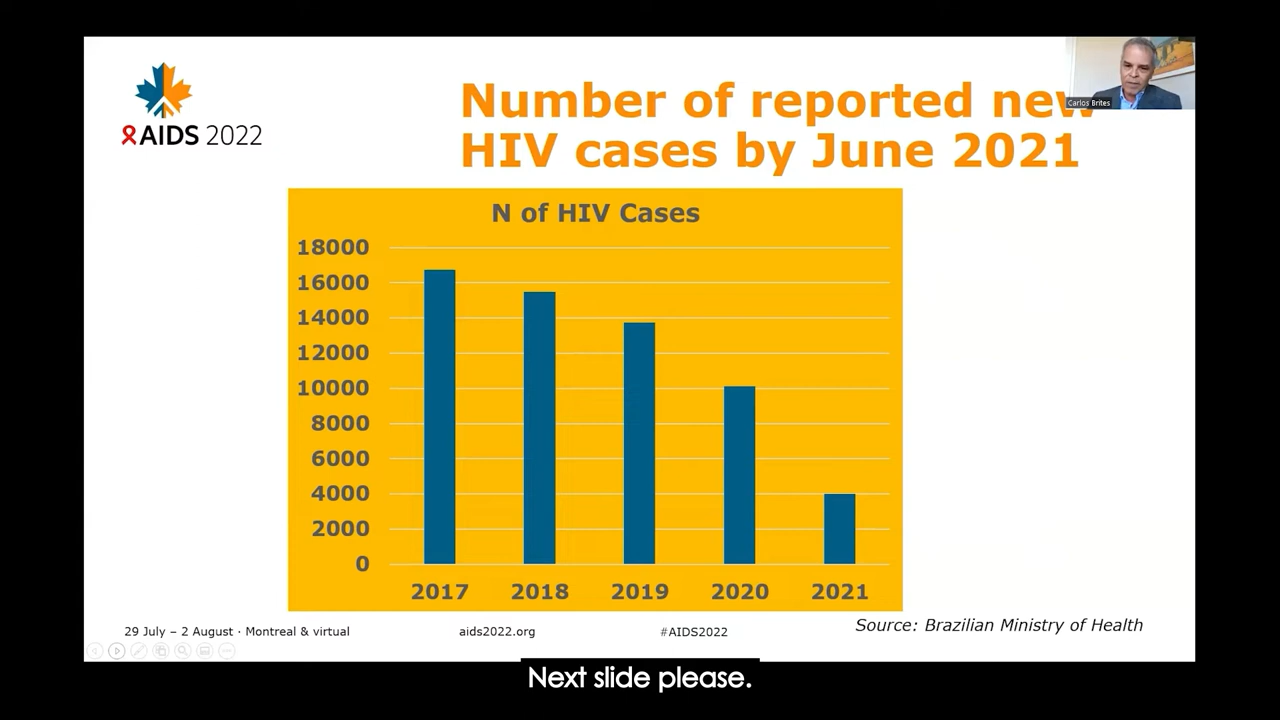 AIDS 2022
Number of reported new
HIV cases by June 2021
Carlos Brites
N of HIV Cases
18000
16000
14000
12000
10000
8000
6000
4000
2000
0
2017 2018 2019 2020 2021
29 July – 2 August · Montreal & virtual
aids2022.org
#AIDS2022
Source: Brazilian Ministry of Health
Next slide please.